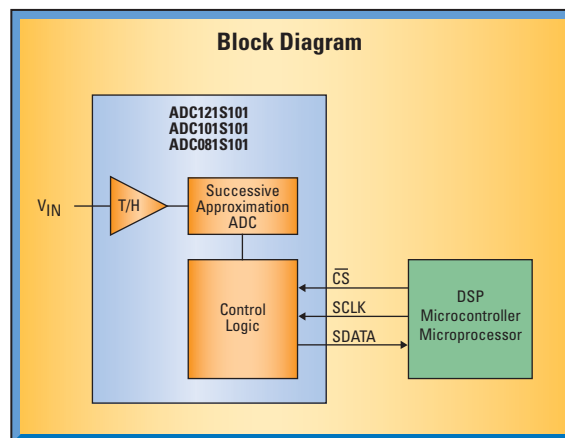 Block Diagram
ADC121S101
ADC101S101
ADC081S101
VIN
T/H
Successive
Approximation
ADC
Control
Logic
CS
SCLK
SDATA
DSP
Microcontroller
Microprocessor